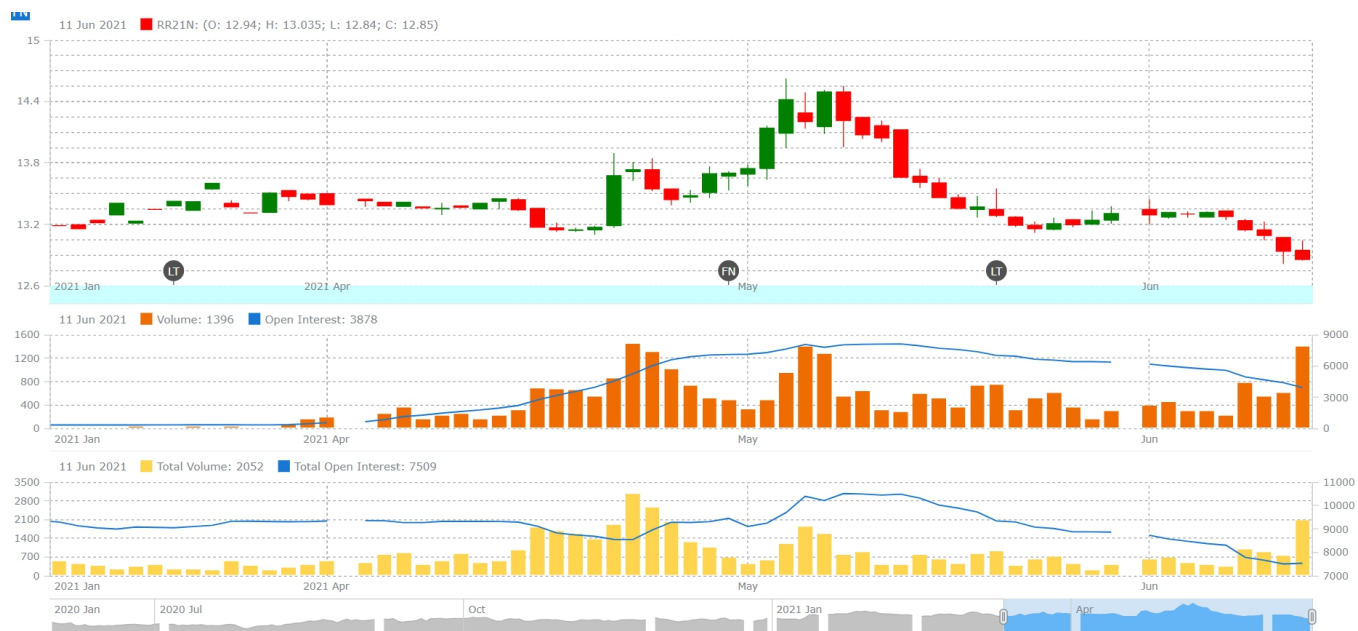 FN
11 Jun 2021 RR21N: (O: 12.94; H: 13.035; L: 12.84; C: 12.85)
15
14.4
13.8
13.2
12.6
LT FN LT
2021 Jan 2021 Apr May Jun
11 Jun 2021 Volume: 1396 Open Interest: 3878
1600 9000
1200 6000
800
400 3000
0 0
2021 Jan 2021 Apr May Jun
11 Jun 2021 Total Volume: 2052 Total Open Interest: 7509
3500 11000
2800 10000
2100 9000
1400 8000
700
0 7000
2021 Jan 2021 Apr May Jun
2020 Jan 2020 Jul Oct 2021 Jan Apr